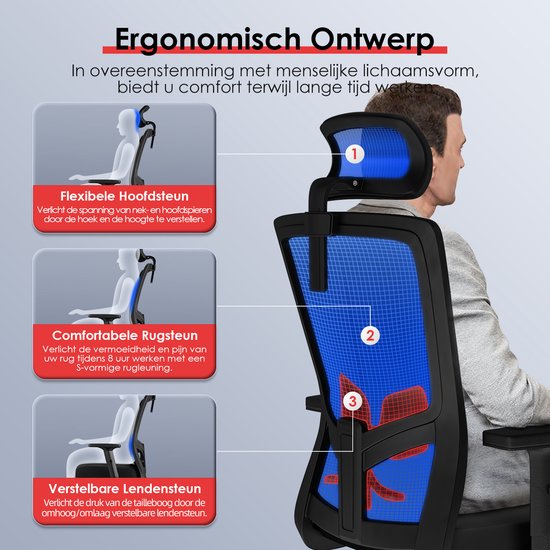 Ergonomisch Ontwerp
In overeenstemming met menselijke lichaamsvorm,
biedt u comfort terwijl lange tijd werken.
1
Flexibele Hoofdsteun
Verlicht de spanning van nek- en hoofdspieren
door de hoek en de hoogte te verstellen.
2
Comfortabele Rugsteun
Verlicht de vermoeidheid en pijn van
uw rug tijdens 8 uur werken met een
S-vormige rugleuning.
3
Verstelbare Lendensteun
Verlicht de druk van de tailleboog door de
omhoog/omlaag verstelbare lendensteun.